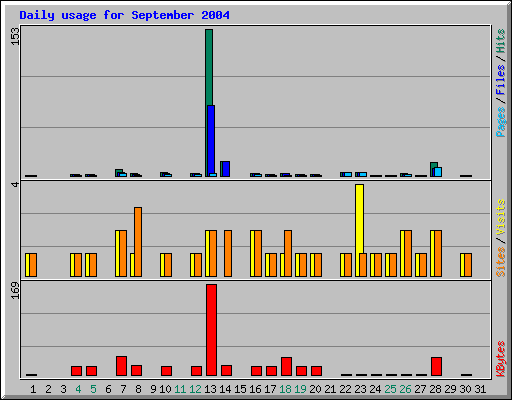 Daily usage for September 2004
153
Pages / Files / Hits
4
Sites / Visits
169
KBytes
1 2 3 4 5 6 7 8 9 10 11 12 13 14 15 16 17 18 19 20 21 22 23 24 25 26 27 28 29 30 31